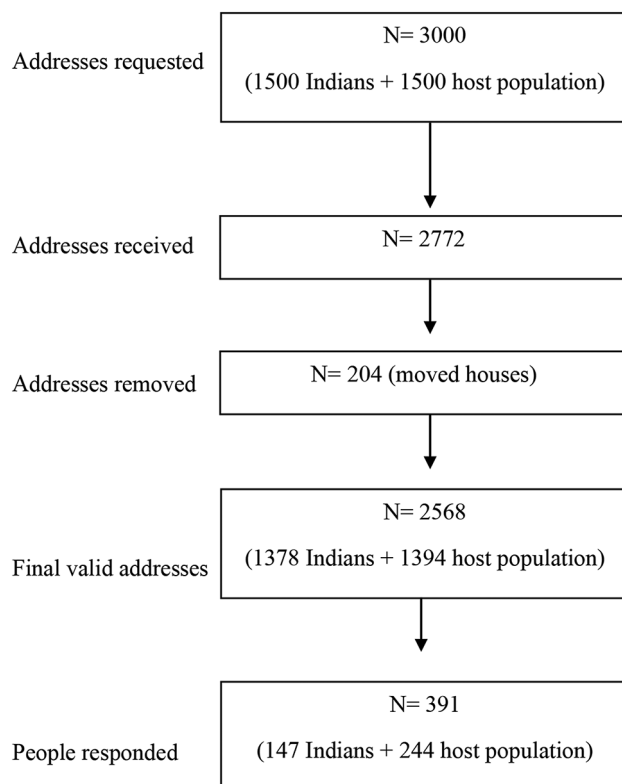 N= 3000
Addresses requested
(1500 Indians + 1500 host population)
Addresses received
N= 2772
Addresses removed
N= 204 (moved houses)
N= 2568
(1378 Indians + 1394 host population)
Final valid addresses
N= 391
People responded
(147 Indians + 244 host population)